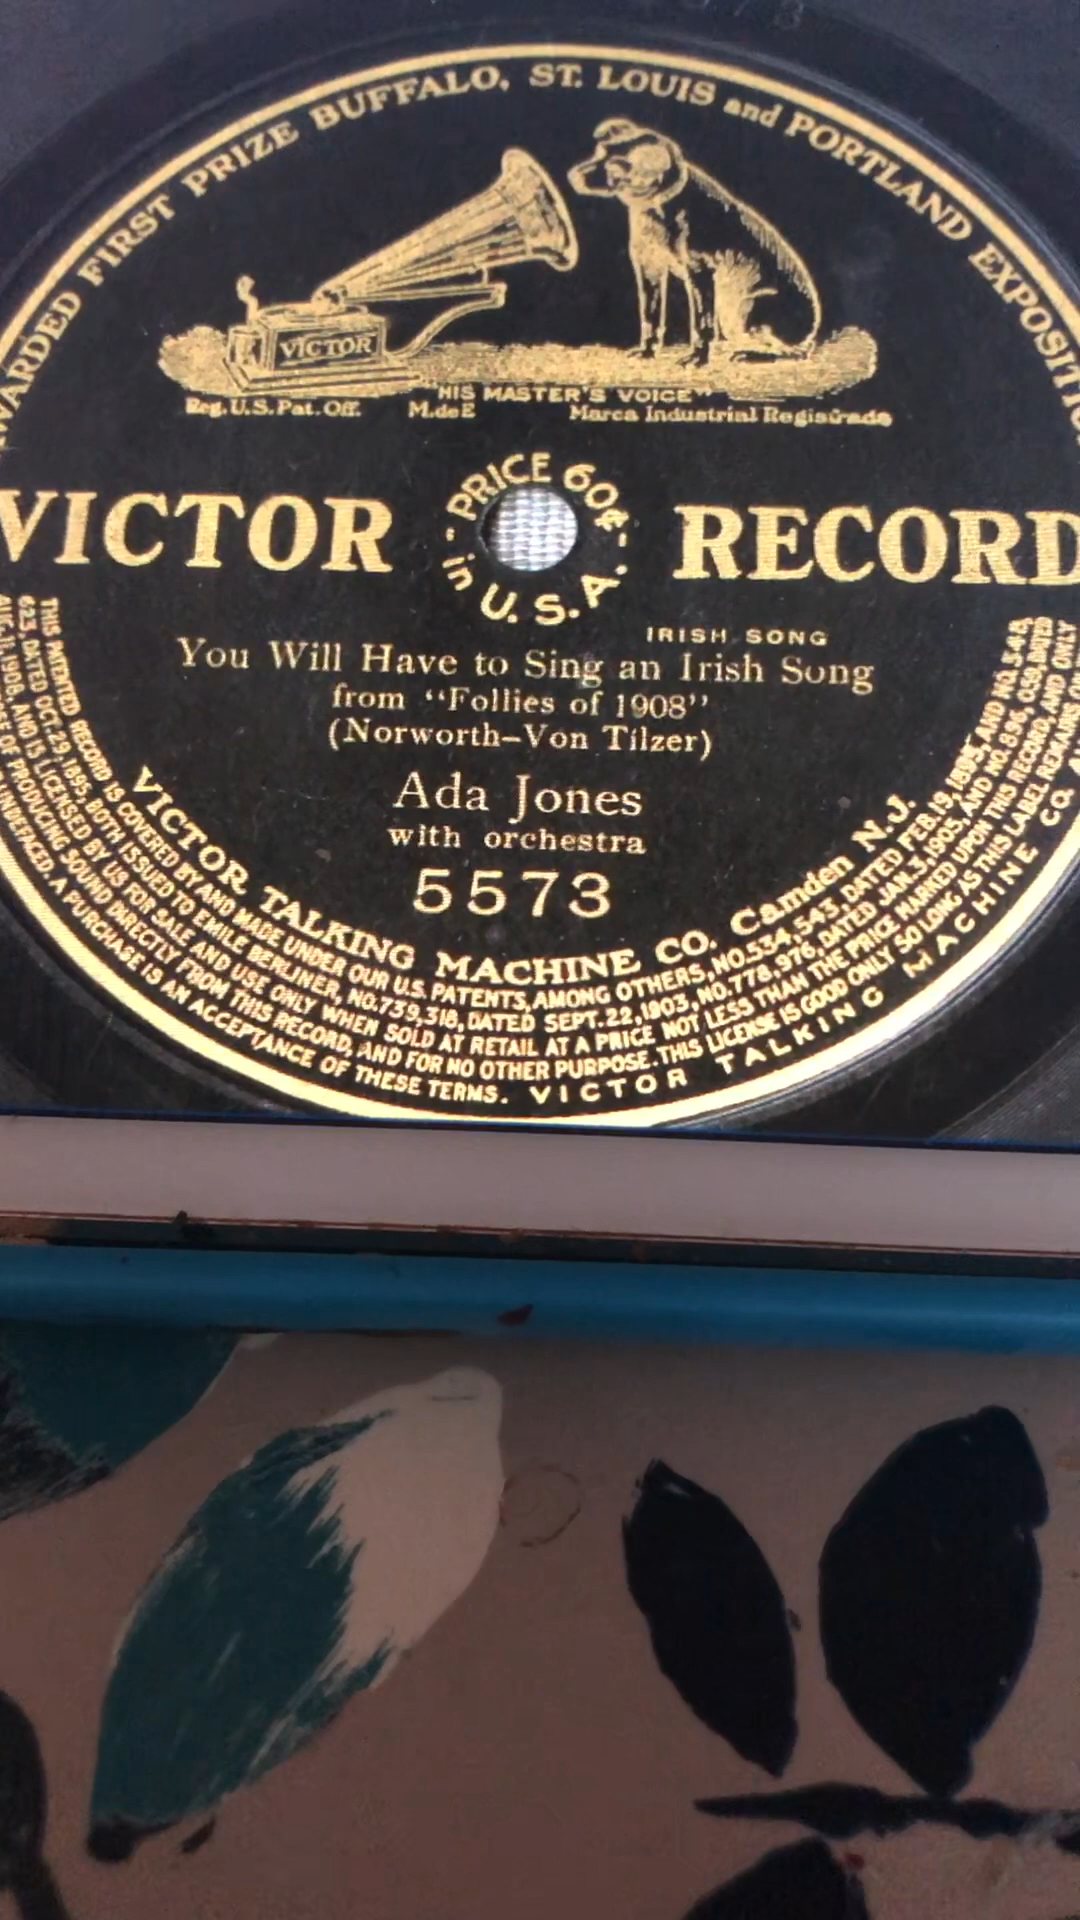 AWARDED FIRST PRIZE BUFFALO, ST. LOUIS and PORTLAND EXPOSITIO
VICTOR
"HIS MASTER'S VOICE"
Reg. U.S. Pat. Off. M. de E Marca Industrial Registrada
VICTOR RECORD
PRICE 60¢
in U.S.A.
IRISH SONG
You Will Have to Sing an Irish Song
from "Follies of 1908"
(Norworth–Von Tilzer)
Ada Jones
with orchestra
5573
VICTOR TALKING MACHINE CO. Camden N.J.
THIS PATENTED RECORD IS COVERED BY AND MADE UNDER OUR U.S. PATENTS, AMONG OTHERS, NO. 534,543, DATED FEB. 19, 1895, AND NO. 548,
623, DATED OCT. 29, 1895, BOTH ISSUED TO EMILE BERLINER, NO. 739,318, DATED SEPT. 22, 1903, NO. 778,976, DATED JAN. 3, 1905, AND NO. 896, 059, DATED
AUG. 11, 1908, AND IS LICENSED BY US FOR SALE AND USE ONLY WHEN SOLD AT RETAIL AT A PRICE NOT LESS THAN THE PRICE MARKED UPON THIS RECORD, AND ONLY
OF PRODUCING SOUND DIRECTLY FROM THIS RECORD, AND FOR NO OTHER PURPOSE. THIS LICENSE IS GOOD ONLY SO LONG AS THIS LABEL REMAINS
UNDEFACED. A PURCHASE IS AN ACCEPTANCE OF THESE TERMS. VICTOR TALKING MACHINE CO.